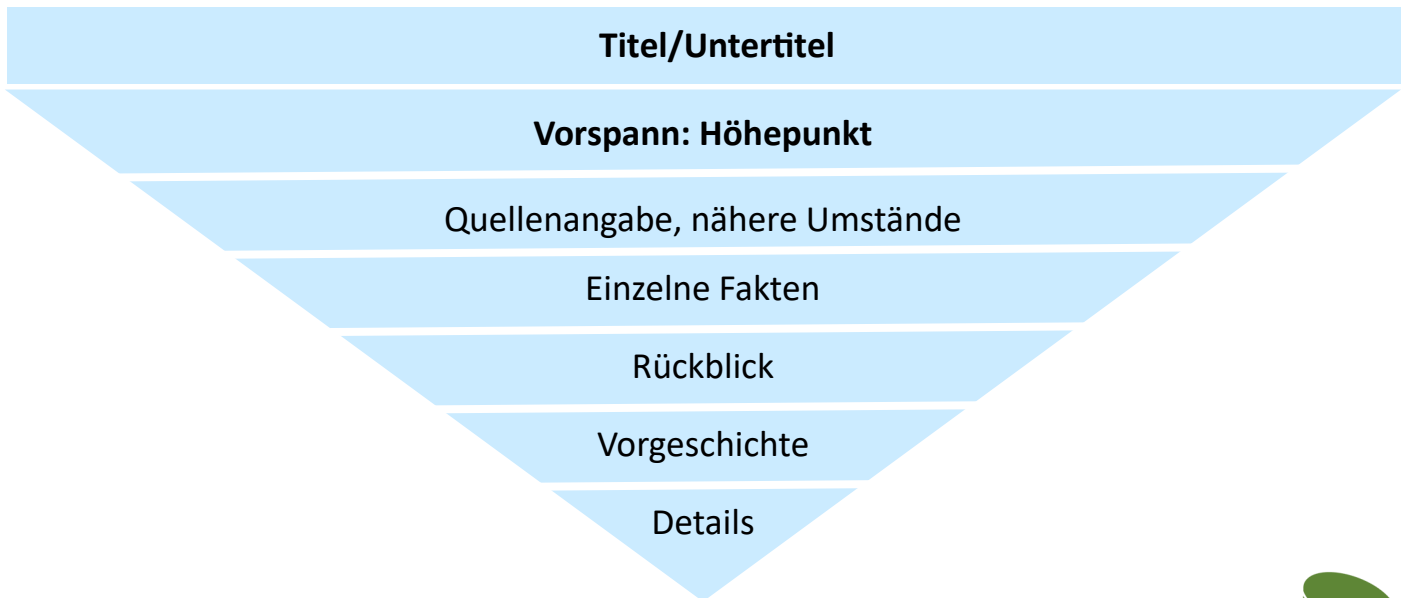 Titel/Untertitel
Vorspann: Höhepunkt
Quellenangabe, nähere Umstände
Einzelne Fakten
Rückblick
Vorgeschichte
Details